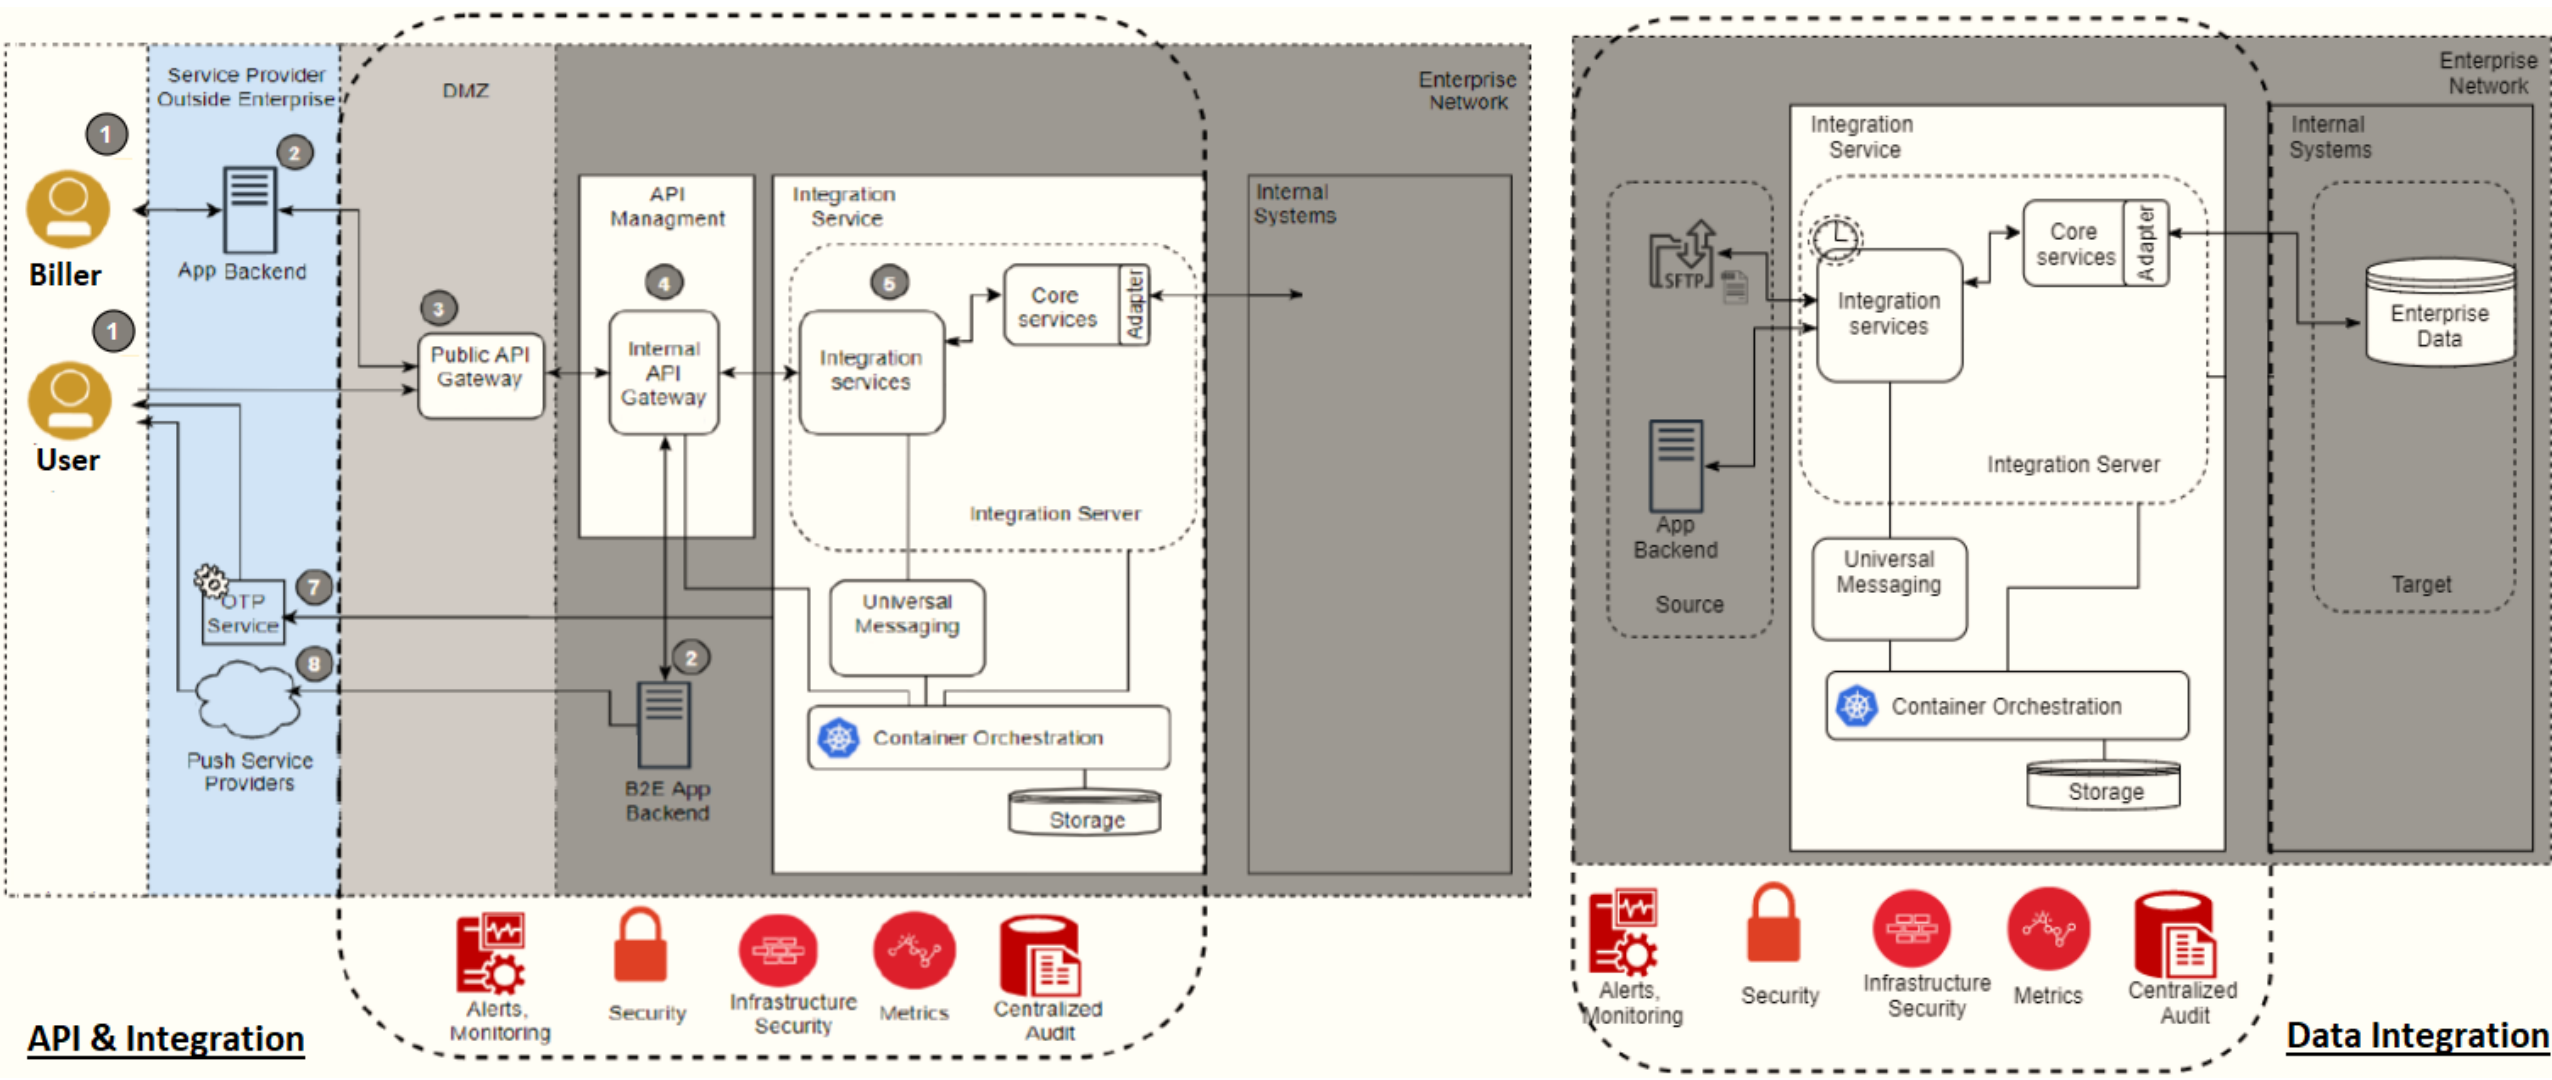 Service Provider
Outside Enterprise
DMZ
Enterprise
Network
1
Biller
2
App Backend
1
User
3
Public API
Gateway
API
Managment
4
Internal
API
Gateway
Integration
Service
5
Integration
services
Core
services
Adapter
Integration Server
Internal
Systems
7
OTP
Service
8
Push Service
Providers
2
B2E App
Backend
Universal
Messaging
Container Orchestration
Storage
Alerts,
Monitoring
Security
Infrastructure
Security
Metrics
Centralized
Audit
API & Integration
Enterprise
Network
Integration
Service
Internal
Systems
SFTP
App
Backend
Source
Integration
services
Core
services
Adapter
Integration Server
Enterprise
Data
Target
Universal
Messaging
Container Orchestration
Storage
Alerts,
Monitoring
Security
Infrastructure
Security
Metrics
Centralized
Audit
Data Integration